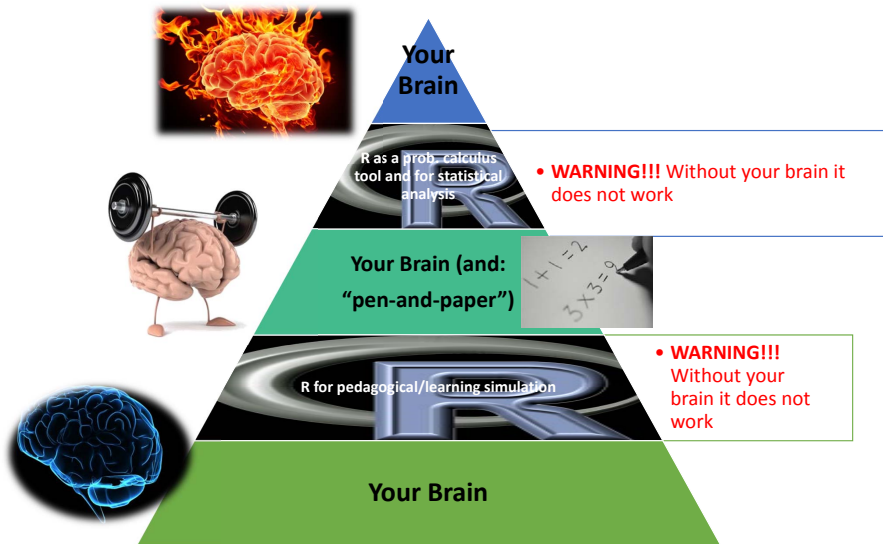 Your
Brain
R as a prob. calculus
tool and for statistical
analysis
R
• WARNING!!! Without your brain it
does not work
Your Brain (and:
“pen-and-paper”)
1+1=2
3×3=9
R for pedagogical/learning simulation
R
• WARNING!!!
Without your
brain it does not
work
Your Brain